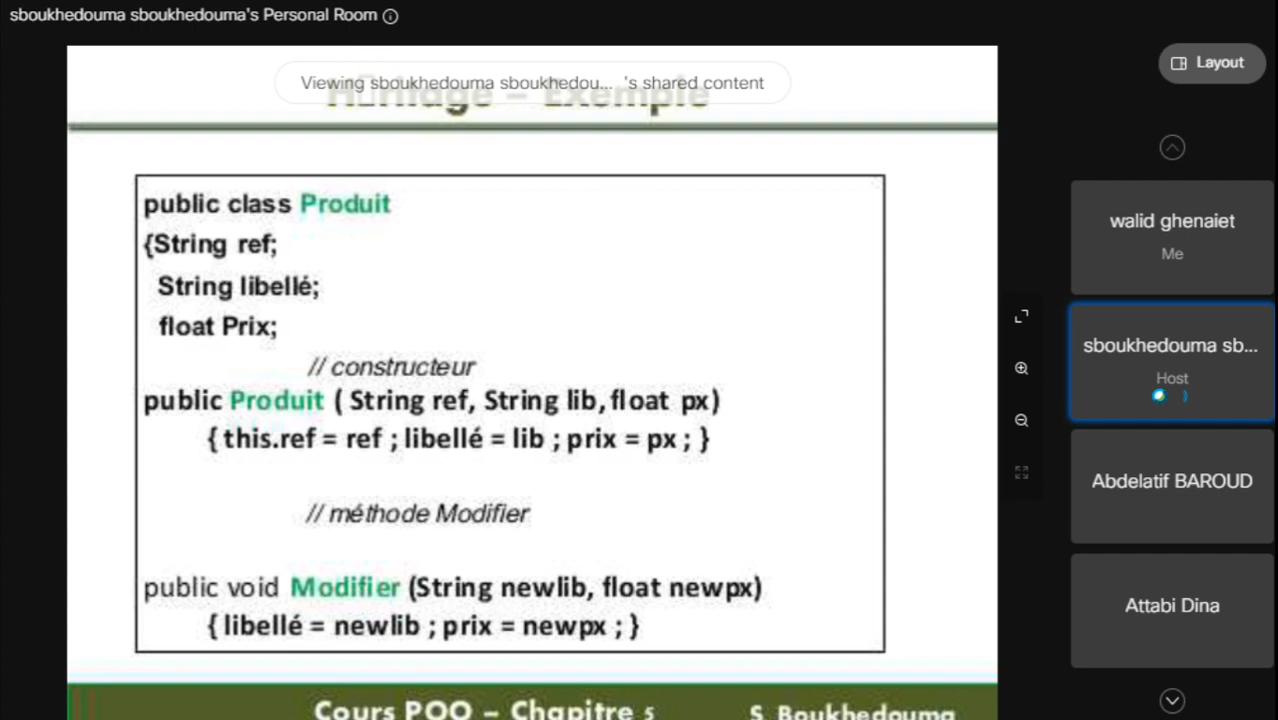 sboukhedouma sboukhedouma's Personal Room
Viewing sboukhedouma sboukhedou... 's shared content
Exemple
Layout
public class Produit
{String ref;
String libellé;
float Prix;
// constructeur
public Produit ( String ref, String lib, float px)
{ this.ref = ref ; libellé = lib ; prix = px ; }
// méthode Modifier
public void Modifier (String newlib, float newpx)
{ libellé = newlib ; prix = newpx ; }
Cours POO – Chapitre 5
S. Boukhedouma
walid ghenaiet
Me
sboukhedouma sb...
Host
Abdelatif BAROUD
Attabi Dina